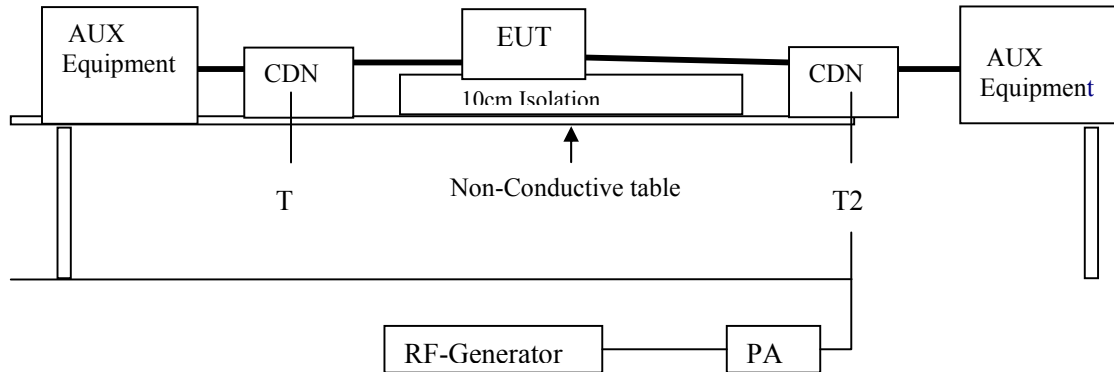 AUX
Equipment
CDN
EUT
10cm Isolation
CDN
AUX
Equipment
Non-Conductive table
T
T2
RF-Generator
PA